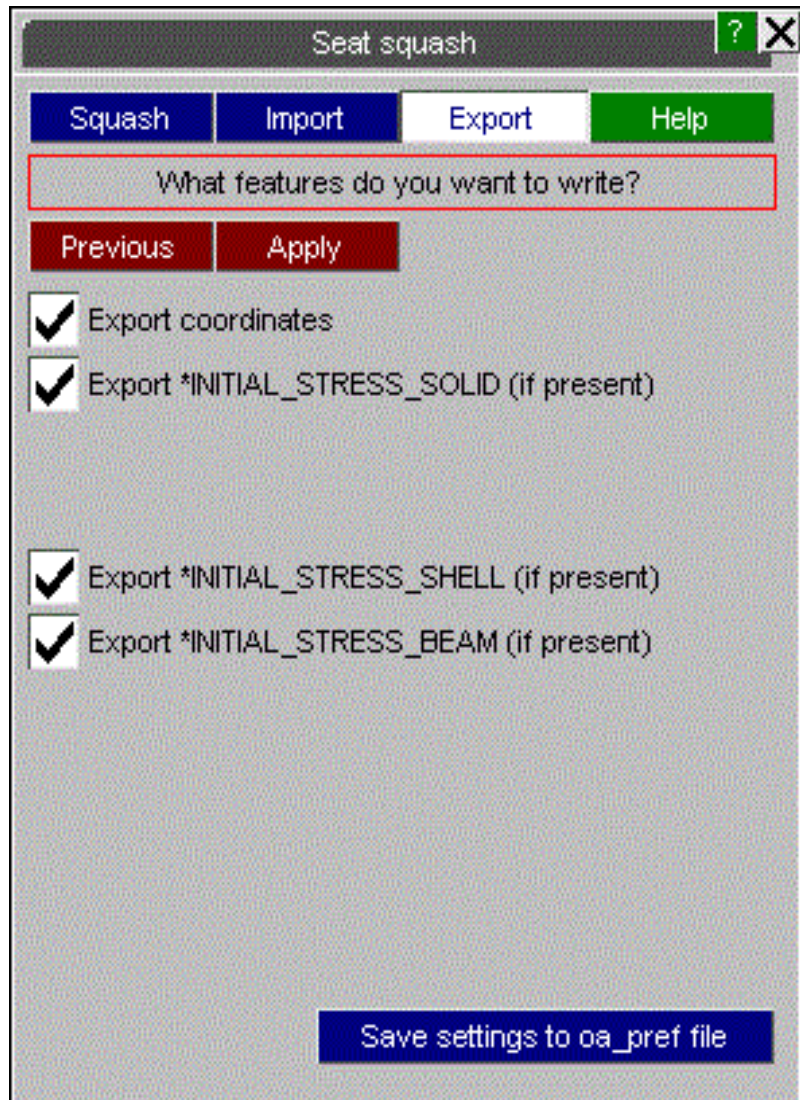 Seat squash ?
Squash Import Export Help
What features do you want to write?
Previous Apply
Export coordinates
Export *INITIAL_STRESS_SOLID (if present)
Export *INITIAL_STRESS_SHELL (if present)
Export *INITIAL_STRESS_BEAM (if present)
Save settings to oa_pref file